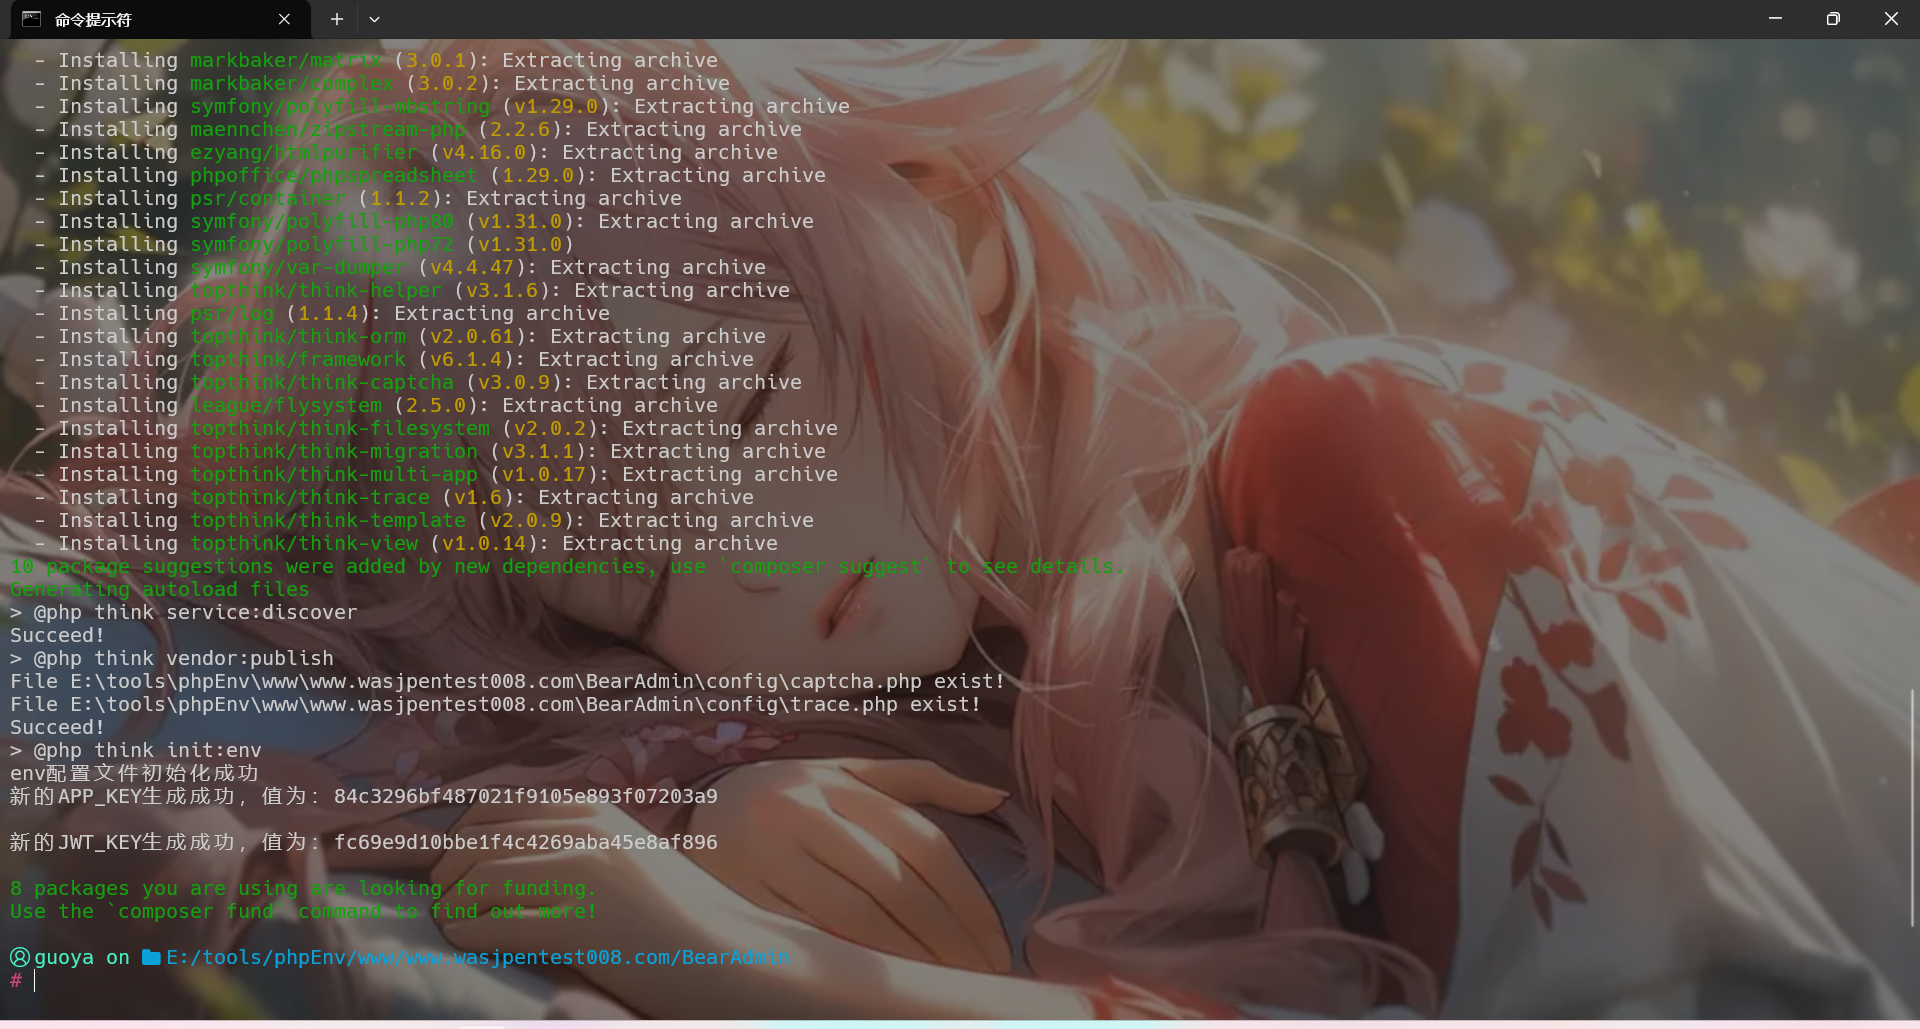 命令提示符
- Installing markbaker/matrix (3.0.1): Extracting archive
- Installing markbaker/complex (3.0.2): Extracting archive
- Installing symfony/polyfill-mbstring (v1.29.0): Extracting archive
- Installing maennchen/zipstream-php (2.2.6): Extracting archive
- Installing ezyang/htmlpurifier (v4.16.0): Extracting archive
- Installing phpoffice/phpspreadsheet (1.29.0): Extracting archive
- Installing psr/container (1.1.2): Extracting archive
- Installing symfony/polyfill-php80 (v1.31.0): Extracting archive
- Installing symfony/polyfill-php72 (v1.31.0)
- Installing symfony/var-dumper (v4.4.47): Extracting archive
- Installing topthink/think-helper (v3.1.6): Extracting archive
- Installing psr/log (1.1.4): Extracting archive
- Installing topthink/think-orm (v2.0.61): Extracting archive
- Installing topthink/framework (v6.1.4): Extracting archive
- Installing topthink/think-captcha (v3.0.9): Extracting archive
- Installing league/flysystem (2.5.0): Extracting archive
- Installing topthink/think-filesystem (v2.0.2): Extracting archive
- Installing topthink/think-migration (v3.1.1): Extracting archive
- Installing topthink/think-multi-app (v1.0.17): Extracting archive
- Installing topthink/think-trace (v1.6): Extracting archive
- Installing topthink/think-template (v2.0.9): Extracting archive
- Installing topthink/think-view (v1.0.14): Extracting archive
10 package suggestions were added by new dependencies, use `composer suggest` to see details.
Generating autoload files
> @php think service:discover
Succeed!
> @php think vendor:publish
File E:\tools\phpEnv\www\www.wasjpentest008.com\BearAdmin\config\captcha.php exist!
File E:\tools\phpEnv\www\www.wasjpentest008.com\BearAdmin\config\trace.php exist!
Succeed!
> @php think init:env
env配置文件初始化成功
新的APP_KEY生成成功，值为：84c3296bf487021f9105e893f07203a9
新的JWT_KEY生成成功，值为：fc69e9d10bbe1f4c4269aba45e8af896
8 packages you are using are looking for funding.
Use the `composer fund` command to find out more!
guoya on E:/tools/phpEnv/www/www.wasjpentest008.com/BearAdmin
#